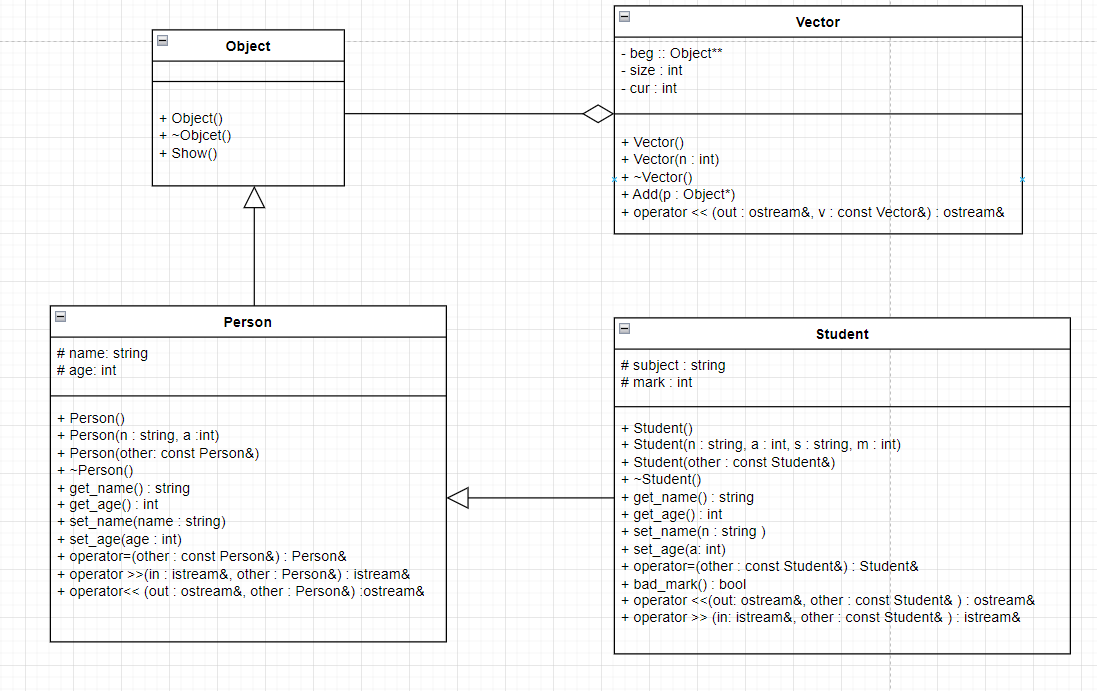 Object
+ Object()
+ ~Objcet()
+ Show()
Vector
- beg :: Object**
- size : int
- cur : int
+ Vector()
+ Vector(n : int)
+ ~Vector()
+ Add(p : Object*)
+ operator << (out : ostream&, v : const Vector&) : ostream&
Person
# name: string
# age: int
+ Person()
+ Person(n : string, a :int)
+ Person(other: const Person&)
+ ~Person()
+ get_name() : string
+ get_age() : int
+ set_name(name : string)
+ set_age(age : int)
+ operator=(other : const Person&) : Person&
+ operator >>(in : istream&, other : Person&) : istream&
+ operator<< (out : ostream&, other : Person&) :ostream&
Student
# subject : string
# mark : int
+ Student()
+ Student(n : string, a : int, s : string, m : int)
+ Student(other : const Student&)
+ ~Student()
+ get_name() : string
+ get_age() : int
+ set_name(n : string )
+ set_age(a: int)
+ operator=(other : const Student&) : Student&
+ bad_mark() : bool
+ operator <<(out: ostream&, other : const Student& ) : ostream&
+ operator >> (in: istream&, other : const Student& ) : istream&